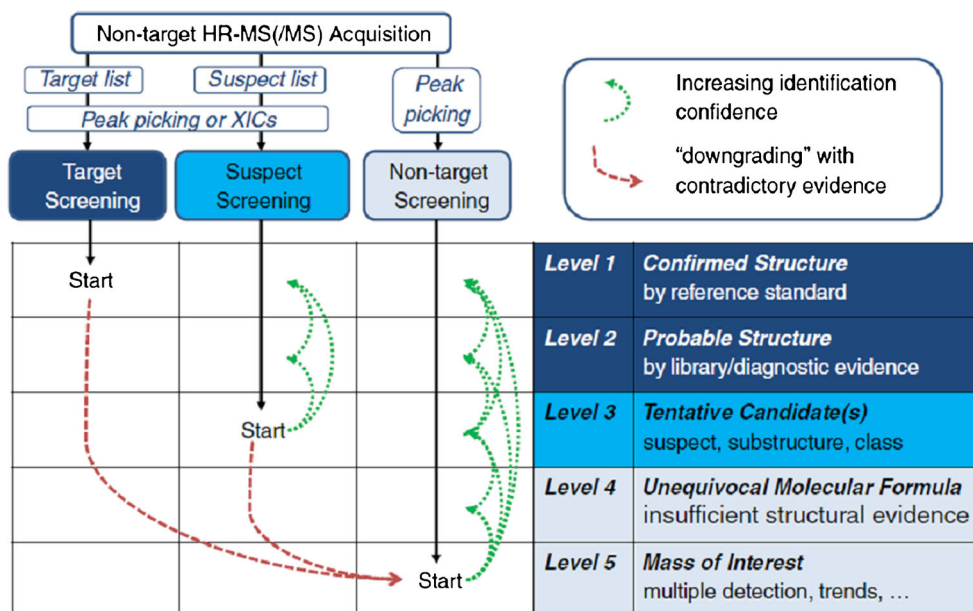 Non-target HR-MS(/MS) Acquisition
Target list
Suspect list
Peak
picking
Peak picking or XICs
Target
Screening
Suspect
Screening
Non-target
Screening
Increasing identification
confidence
“downgrading” with
contradictory evidence
Start
Level 1 Confirmed Structure
by reference standard
Level 2 Probable Structure
by library/diagnostic evidence
Start
Level 3 Tentative Candidate(s)
suspect, substructure, class
Level 4 Unequivocal Molecular Formula
insufficient structural evidence
Start
Level 5 Mass of Interest
multiple detection, trends, ...